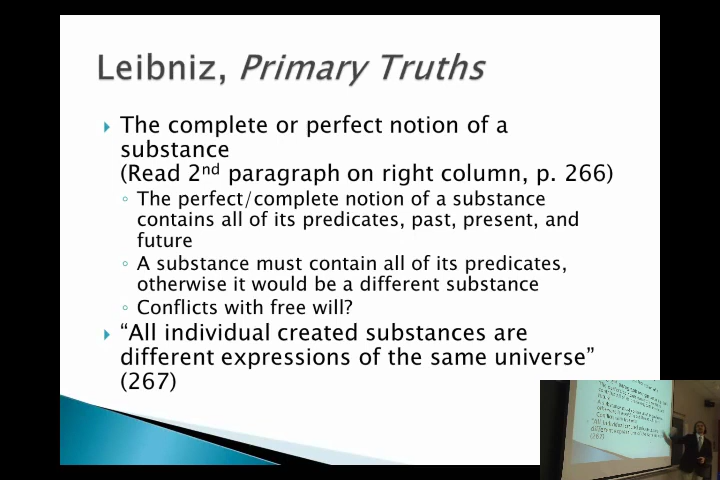 Leibniz, Primary Truths
The complete or perfect notion of a
substance
(Read 2nd paragraph on right column, p. 266)
The perfect/complete notion of a substance
contains all of its predicates, past, present, and
future
A substance must contain all of its predicates,
otherwise it would be a different substance
Conflicts with free will?
“All individual created substances are
different expressions of the same universe”
(267)